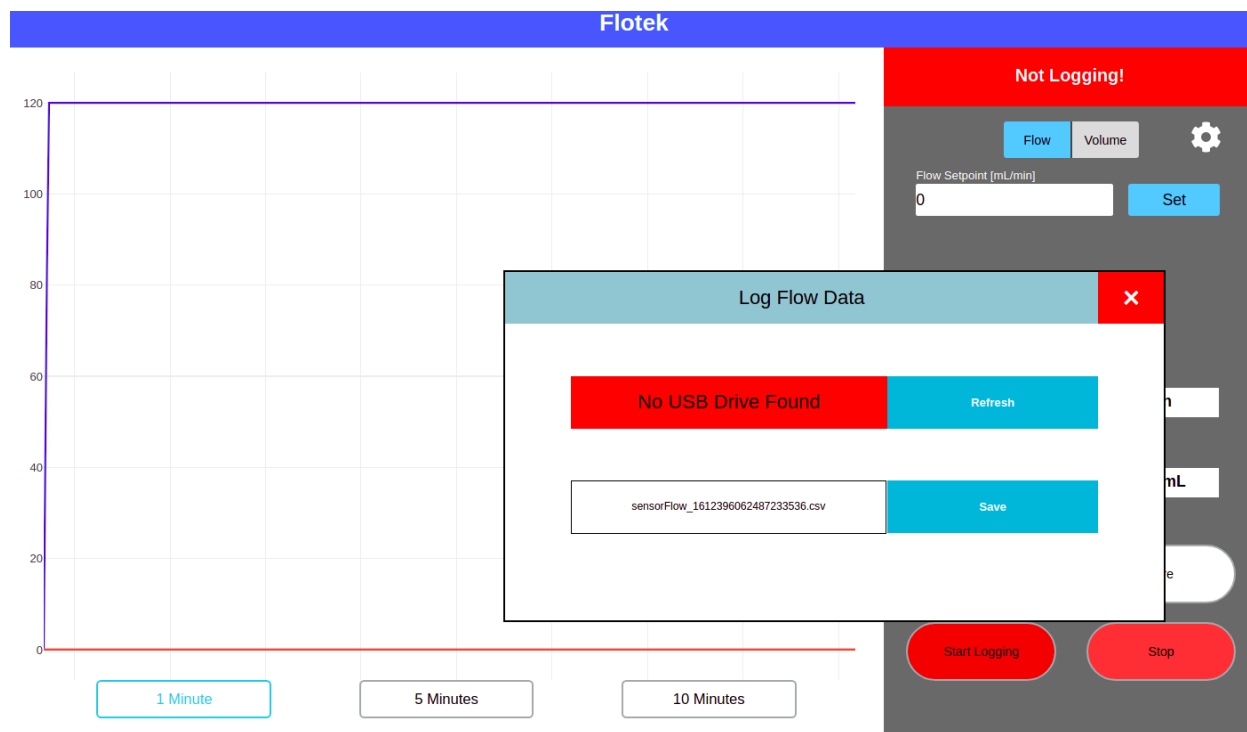 Flotek
Not Logging!
Flow
Volume
Flow Setpoint [mL/min]
0
Set
120
100
80
60
40
20
0
Log Flow Data
×
No USB Drive Found
Refresh
sensorFlow_1612396062487233536.csv
Save
mL
Start Logging
Stop
1 Minute
5 Minutes
10 Minutes